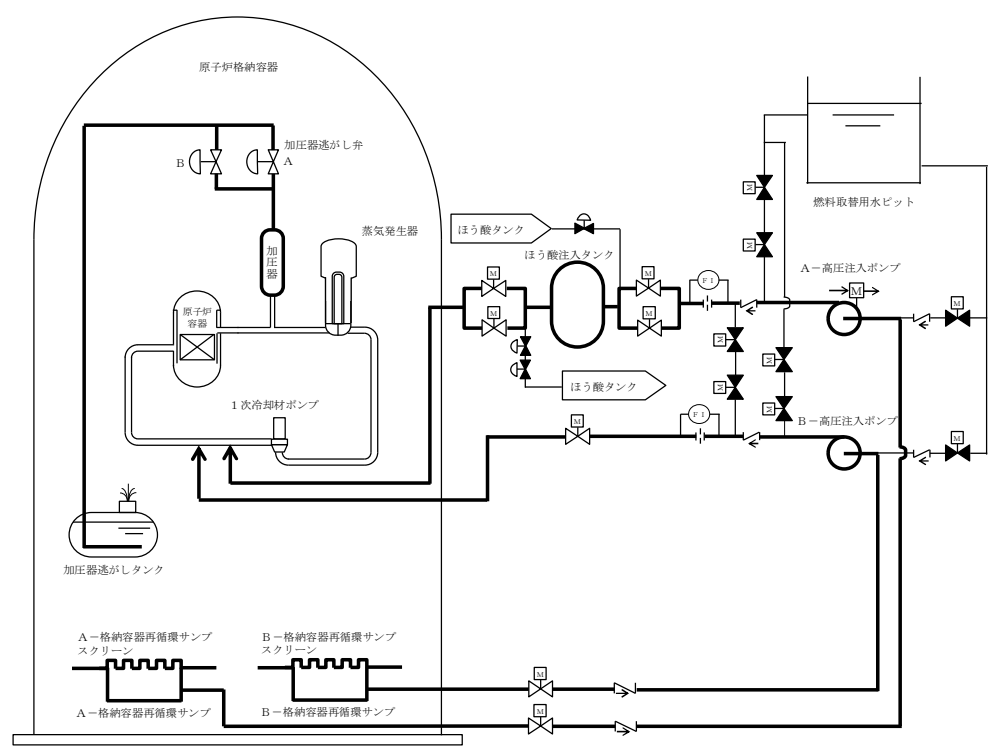 原子炉格納容器
加圧器逃がし弁
B
A
蒸気発生器
加圧器
原子炉
容器
1次冷却材ポンプ
加圧器逃がしタンク
ほう酸タンク
ほう酸注入タンク
M
M
M
M
FI
ほう酸タンク
M
M
M
M
燃料取替用水ピット
A－高圧注入ポンプ
M
M
M
M
M
FI
B－高圧注入ポンプ
M
M
A－格納容器再循環サンプ
スクリーン
B－格納容器再循環サンプ
スクリーン
A－格納容器再循環サンプ
B－格納容器再循環サンプ
M
M